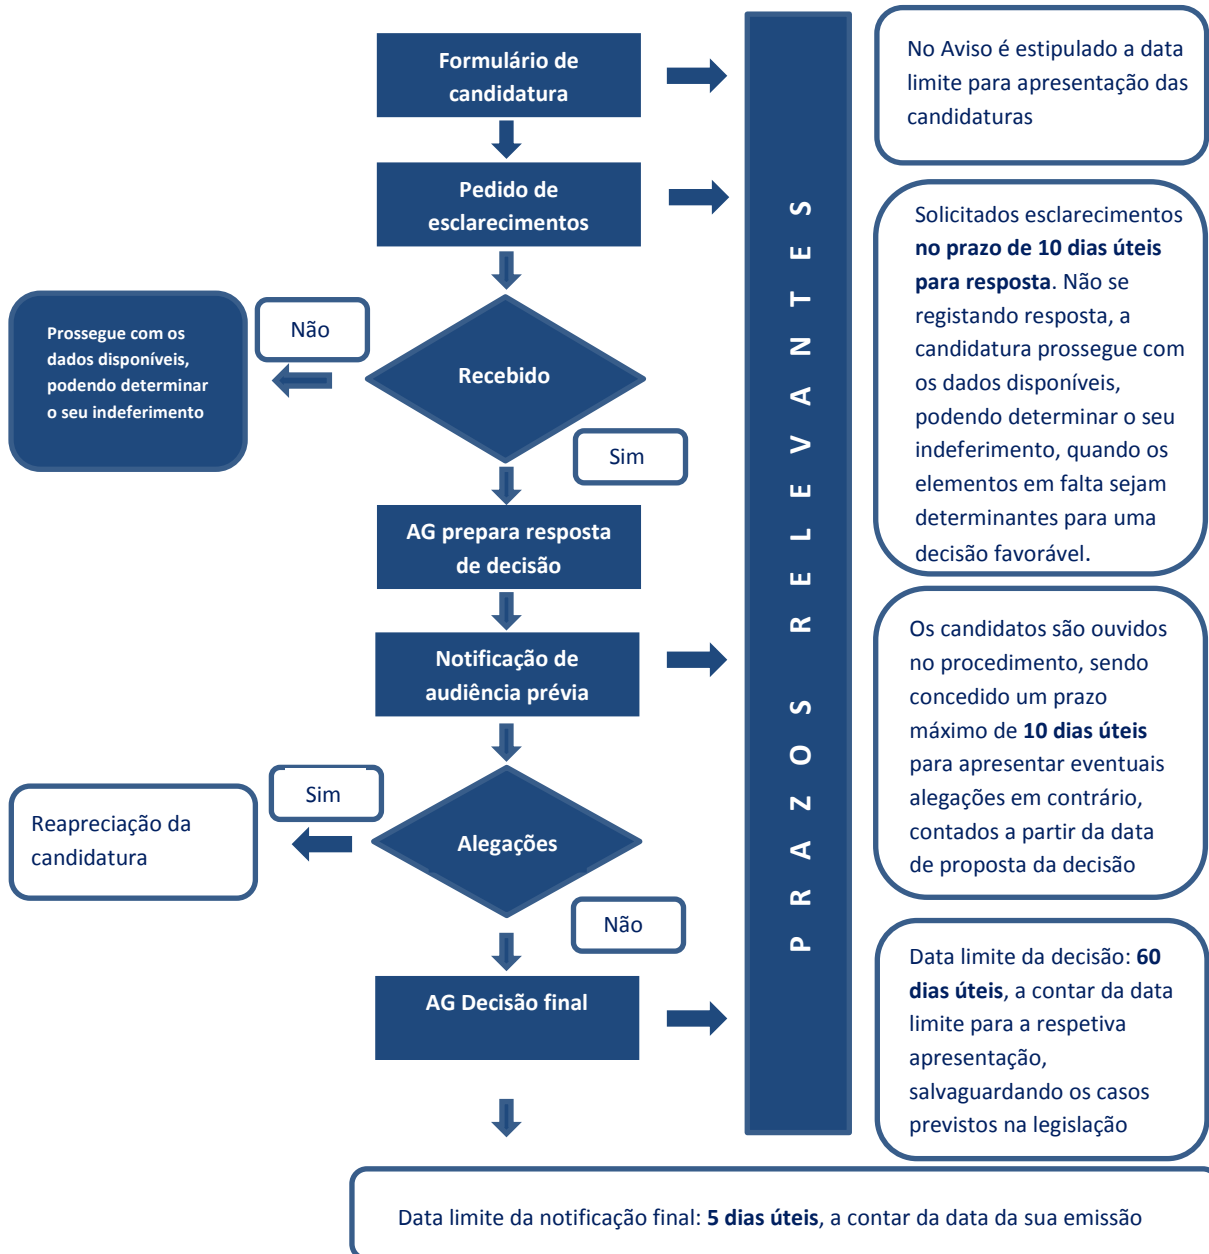 Formulário de
candidatura
No Aviso é estipulado a data
limite para apresentação das
candidaturas
Pedido de
esclarecimentos
Solicitados esclarecimentos
no prazo de 10 dias úteis
para resposta. Não se
registando resposta, a
candidatura prossegue com
os dados disponíveis,
podendo determinar o seu
indeferimento, quando os
elementos em falta sejam
determinantes para uma
decisão favorável.
Prossegue com os
dados disponíveis,
podendo determinar
o seu indeferimento
Não
Recebido
Sim
AG prepara resposta
de decisão
Notificação de
audiência prévia
Os candidatos são ouvidos
no procedimento, sendo
concedido um prazo
máximo de 10 dias úteis
para apresentar eventuais
alegações em contrário,
contados a partir da data
de proposta da decisão
Reapreciação da
candidatura
Sim
Alegações
Não
AG Decisão final
Data limite da decisão: 60
dias úteis, a contar da data
limite para a respetiva
apresentação,
salvaguardando os casos
previstos na legislação
PRAZOS RELEVANTES
Data limite da notificação final: 5 dias úteis, a contar da data da sua emissão